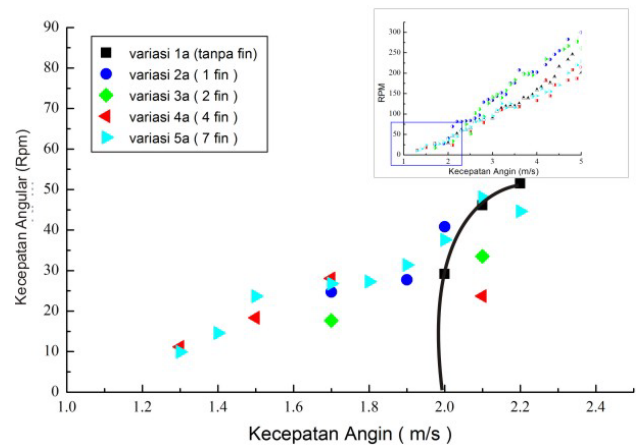 Kecepatan Angular (Rpm)
90
80
70
60
50
40
30
20
10
0
1.0 1.2 1.4 1.6 1.8 2.0 2.2 2.4
Kecepatan Angin ( m/s )
variasi 1a (tanpa fin)
variasi 2a ( 1 fin )
variasi 3a ( 2 fin )
variasi 4a ( 4 fin )
variasi 5a ( 7 fin )
RPM
300
250
200
150
100
50
0
1 2 3 4 5
Kecepatan Angin ( m/s